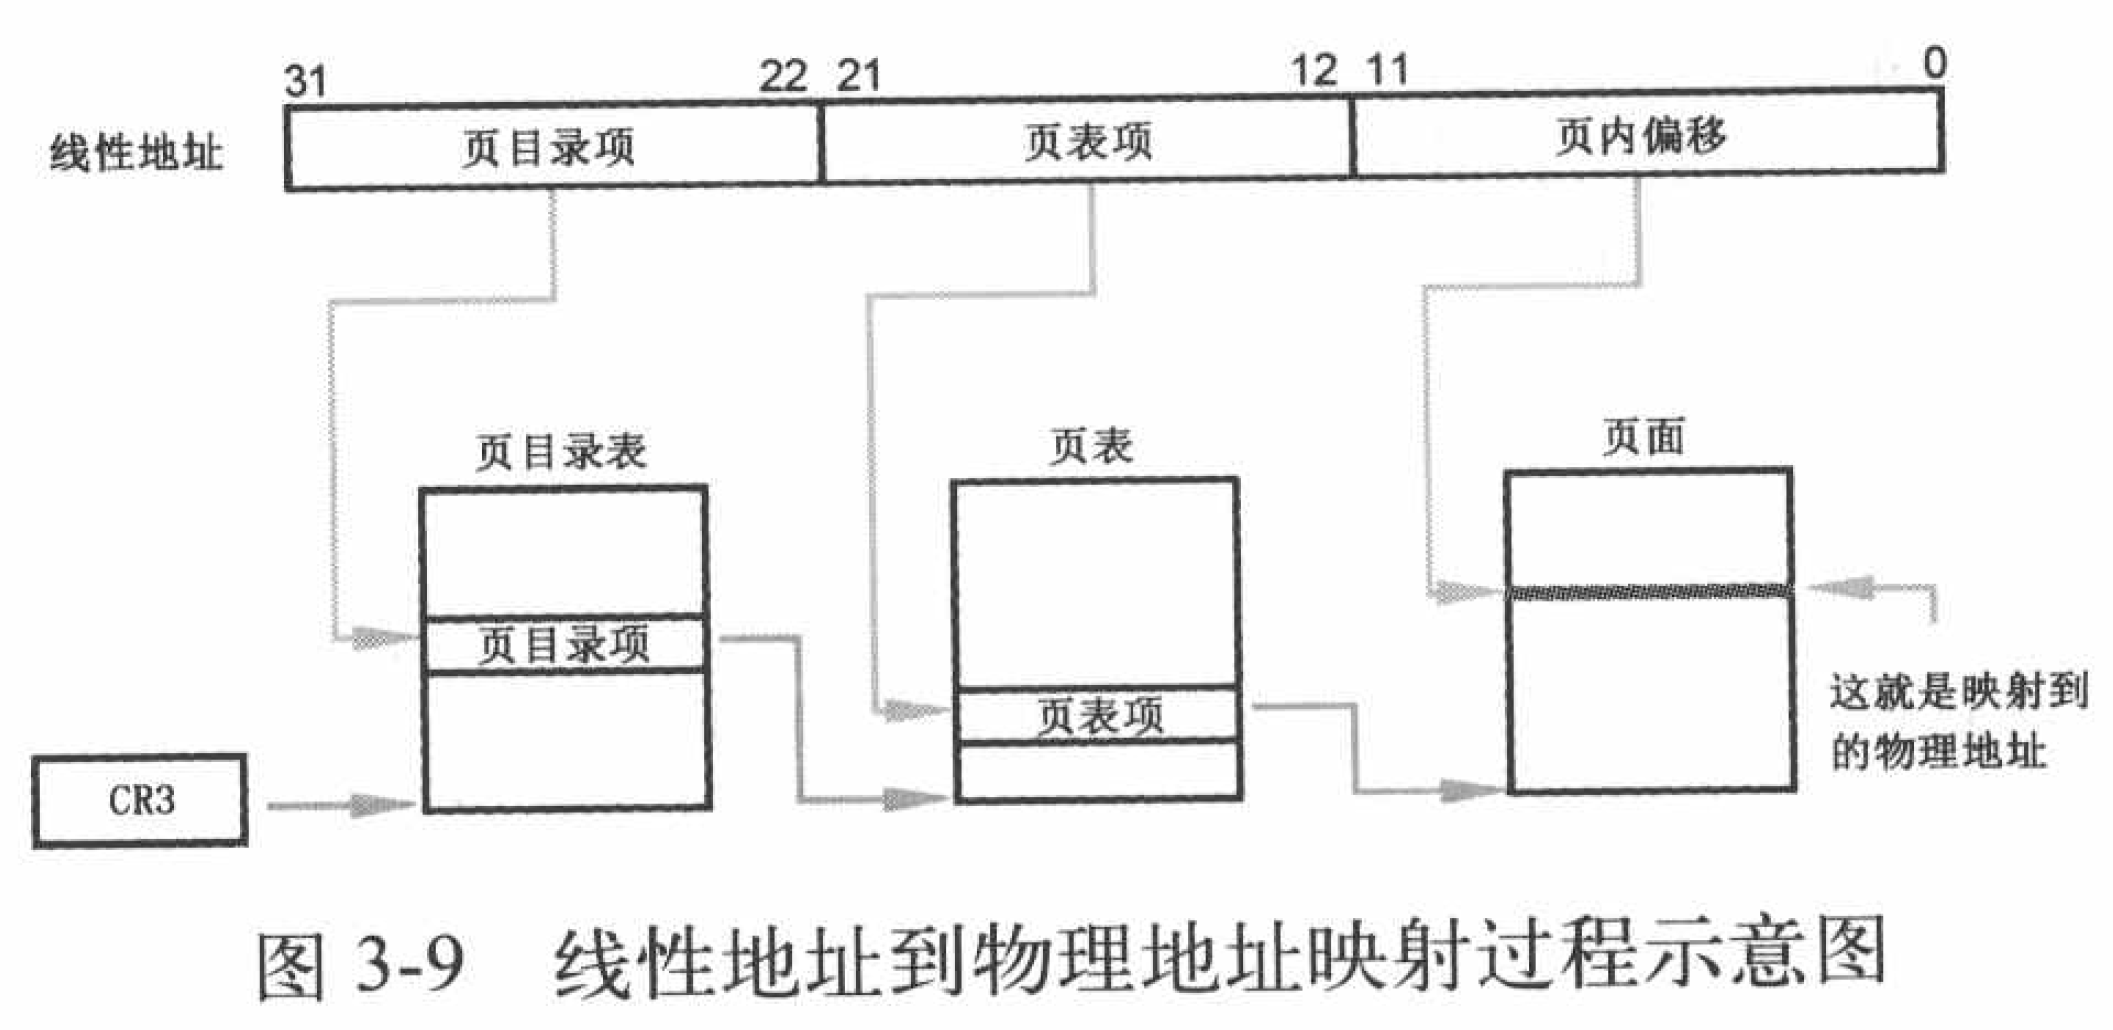 31 22 21 12 11 0
线性地址 页目录项 页表项 页内偏移
页目录表 页表 页面
页目录项 页表项
这就是映射到
的物理地址
CR3
图 3-9 线性地址到物理地址映射过程示意图